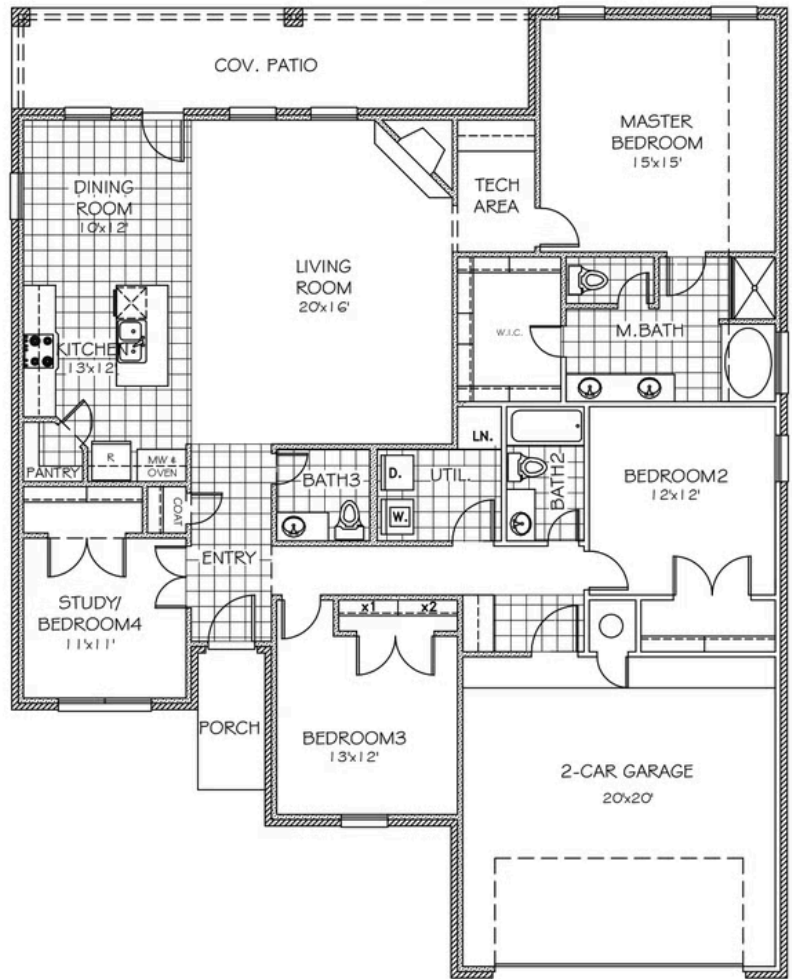 COV. PATIO
MASTER
BEDROOM
15'x15'
DINING
ROOM
10'x12'
TECH
AREA
LIVING
ROOM
20'x16'
W.I.C.
M.BATH
KITCHEN
13'x12'
PANTRY
R
MW &
OVEN
LN.
BATH3
D.
UTIL.
W.
BATH2
BEDROOM2
12'x12'
COAT
ENTRY
STUDY/
BEDROOM4
11'x11'
x1
x2
PORCH
BEDROOM3
13'x12'
2-CAR GARAGE
20'x20'